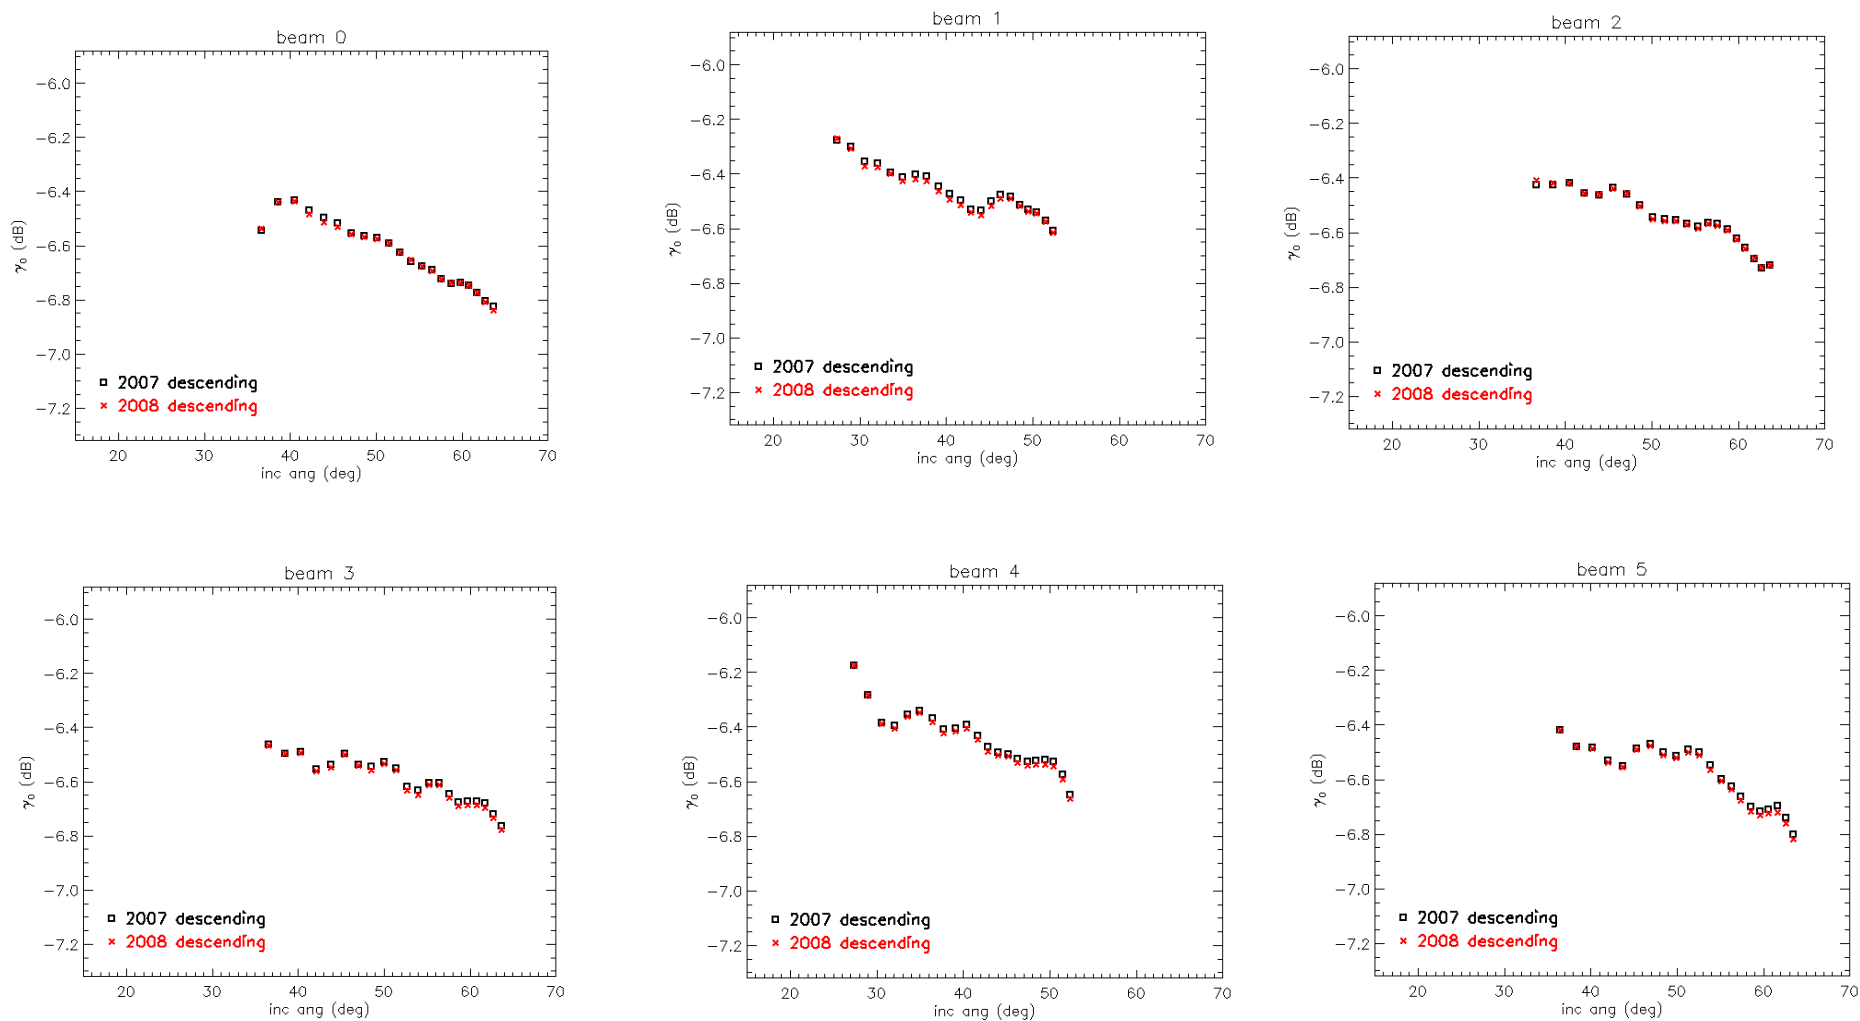 beam 0
−6.0
−6.2
−6.4
−6.6
−6.8
−7.0
−7.2
γ₀ (dB)
2007 descending
2008 descending
20 30 40 50 60 70
inc ang (deg)
beam 1
−6.0
−6.2
−6.4
−6.6
−6.8
−7.0
−7.2
γ₀ (dB)
2007 descending
2008 descending
20 30 40 50 60 70
inc ang (deg)
beam 2
−6.0
−6.2
−6.4
−6.6
−6.8
−7.0
−7.2
γ₀ (dB)
2007 descending
2008 descending
20 30 40 50 60 70
inc ang (deg)
beam 3
−6.0
−6.2
−6.4
−6.6
−6.8
−7.0
−7.2
γ₀ (dB)
2007 descending
2008 descending
20 30 40 50 60 70
inc ang (deg)
beam 4
−6.0
−6.2
−6.4
−6.6
−6.8
−7.0
−7.2
γ₀ (dB)
2007 descending
2008 descending
20 30 40 50 60 70
inc ang (deg)
beam 5
−6.0
−6.2
−6.4
−6.6
−6.8
−7.0
−7.2
γ₀ (dB)
2007 descending
2008 descending
20 30 40 50 60 70
inc ang (deg)